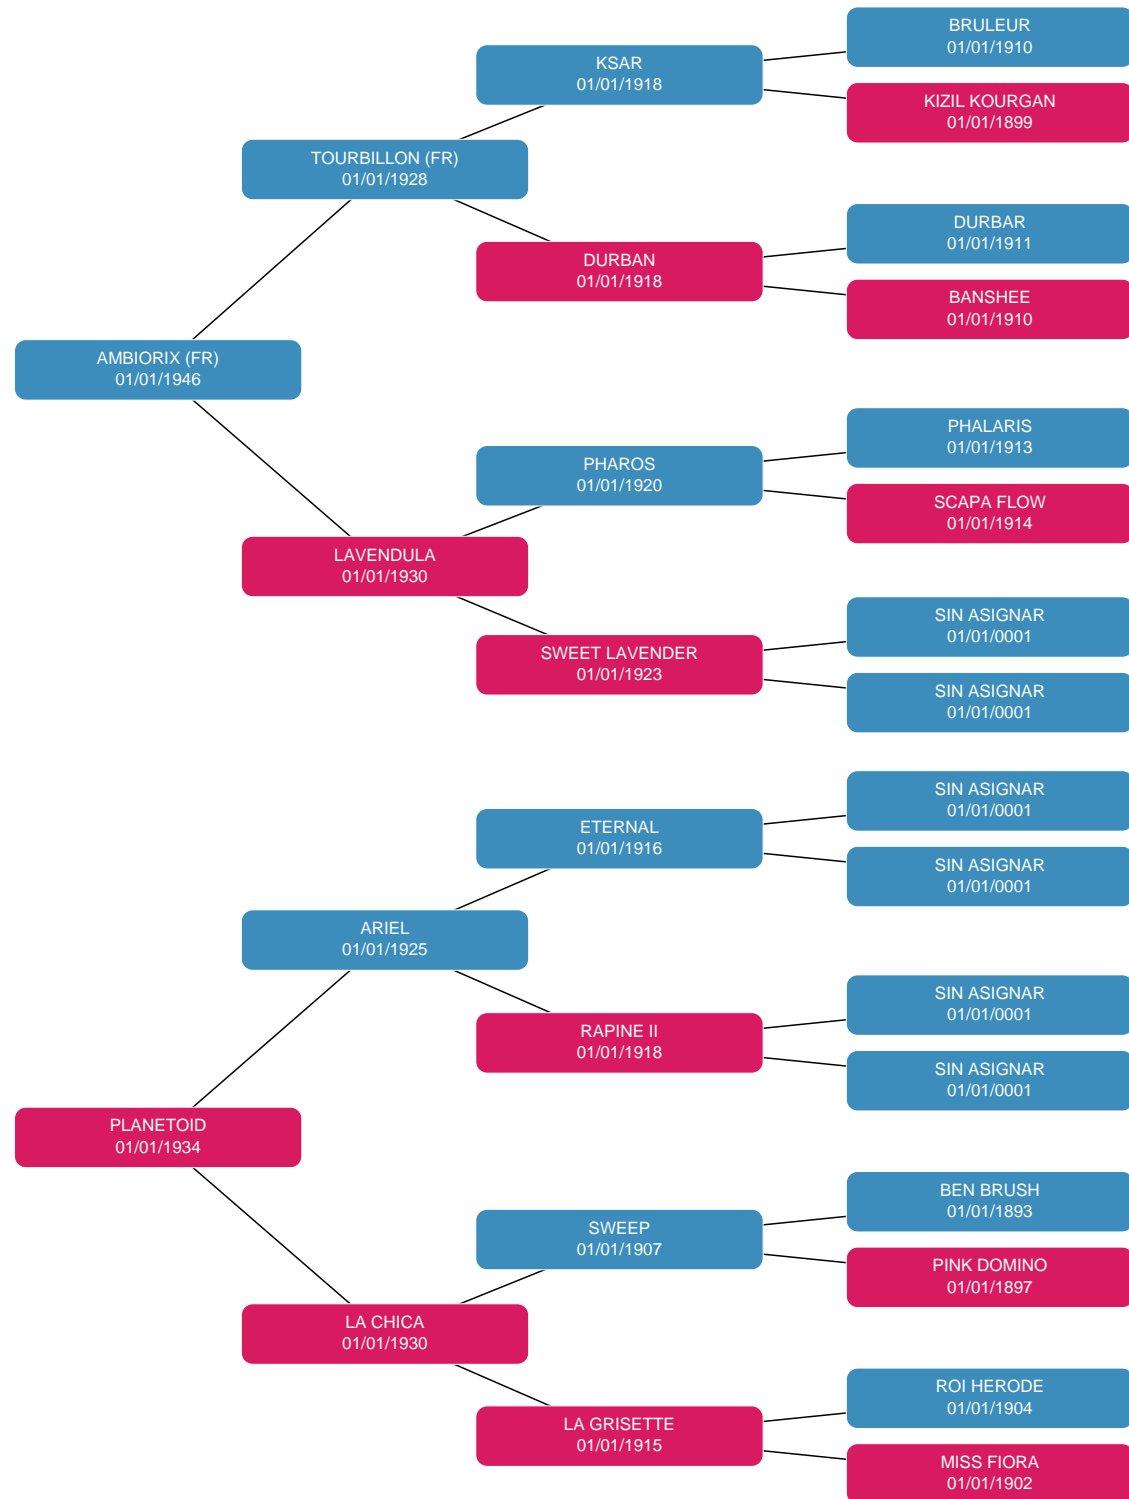 BRULEUR
01/01/1910
KSAR
01/01/1918
KIZIL KOURGAN
01/01/1899
TOURBILLON (FR)
01/01/1928
DURBAR
01/01/1911
DURBAN
01/01/1918
BANSHEE
01/01/1910
AMBIORIX (FR)
01/01/1946
PHALARIS
01/01/1913
PHAROS
01/01/1920
SCAPA FLOW
01/01/1914
LAVENDULA
01/01/1930
SIN ASIGNAR
01/01/0001
SWEET LAVENDER
01/01/1923
SIN ASIGNAR
01/01/0001
SIN ASIGNAR
01/01/0001
ETERNAL
01/01/1916
SIN ASIGNAR
01/01/0001
ARIEL
01/01/1925
SIN ASIGNAR
01/01/0001
RAPINE II
01/01/1918
SIN ASIGNAR
01/01/0001
PLANETOID
01/01/1934
BEN BRUSH
01/01/1893
SWEEP
01/01/1907
PINK DOMINO
01/01/1897
LA CHICA
01/01/1930
ROI HERODE
01/01/1904
LA GRISETTE
01/01/1915
MISS FIORA
01/01/1902